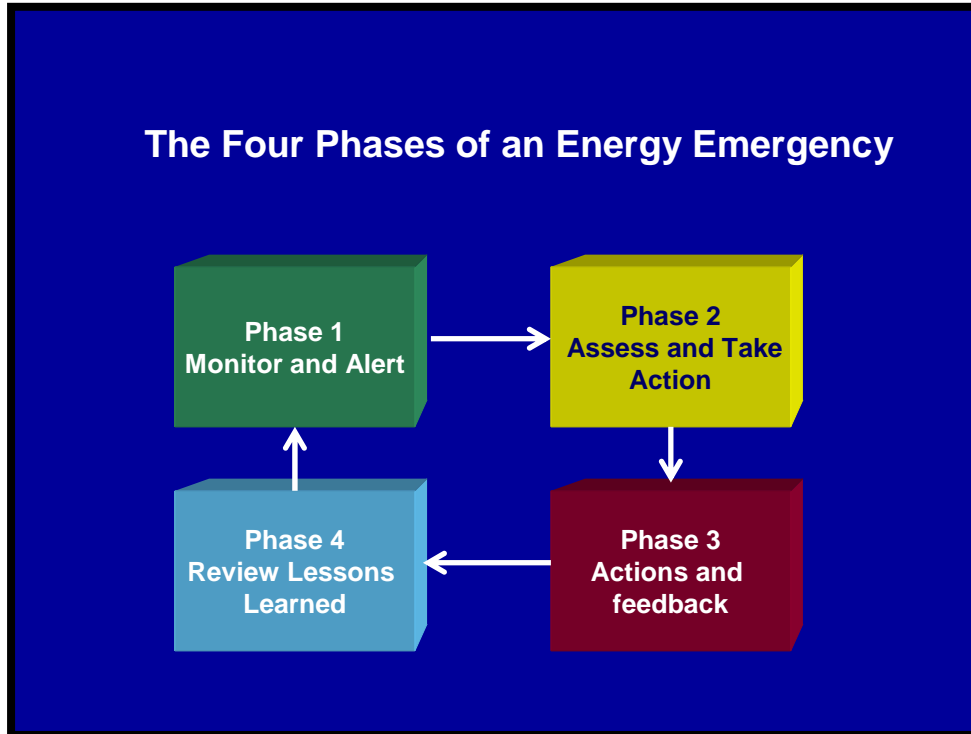 The Four Phases of an Energy Emergency
Phase 1
Monitor and Alert
Phase 2
Assess and Take
Action
Phase 3
Actions and
feedback
Phase 4
Review Lessons
Learned